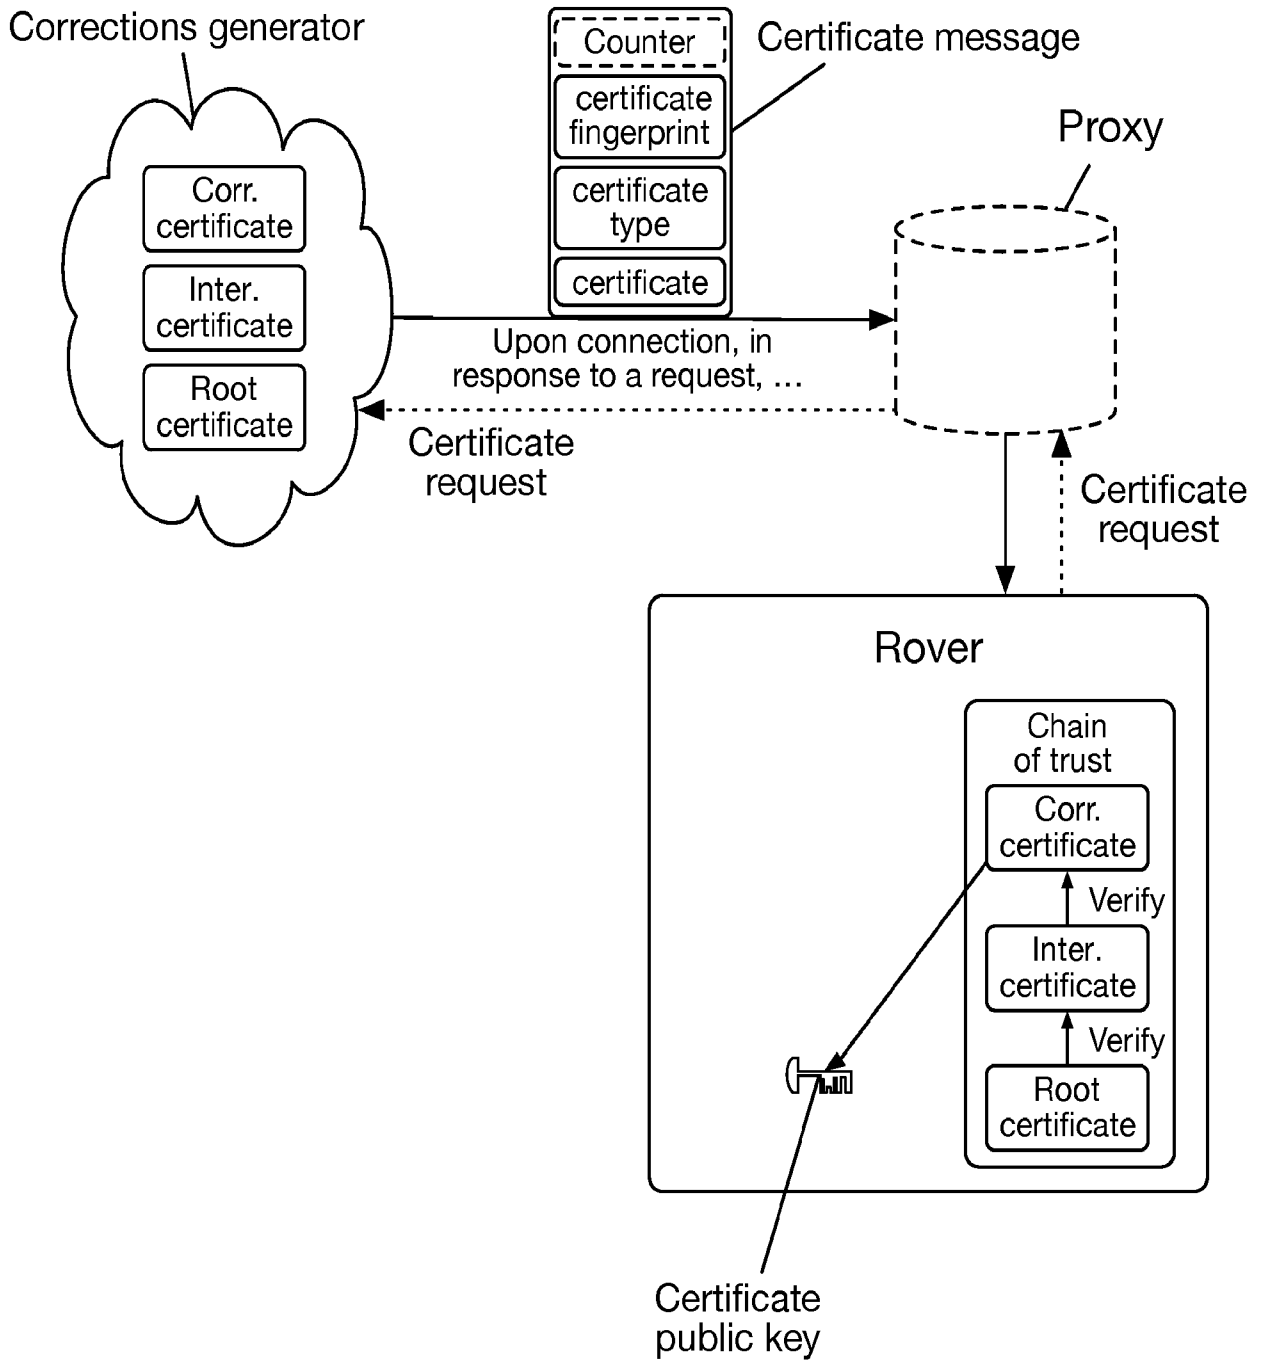 Corrections generator
Corr.
certificate
Inter.
certificate
Root
certificate
Counter
certificate
fingerprint
certificate
type
certificate
Certificate message
Proxy
Upon connection, in
response to a request, ...
Certificate
request
Certificate
request
Rover
Chain
of trust
Corr.
certificate
Verify
Inter.
certificate
Verify
Root
certificate
Certificate
public key